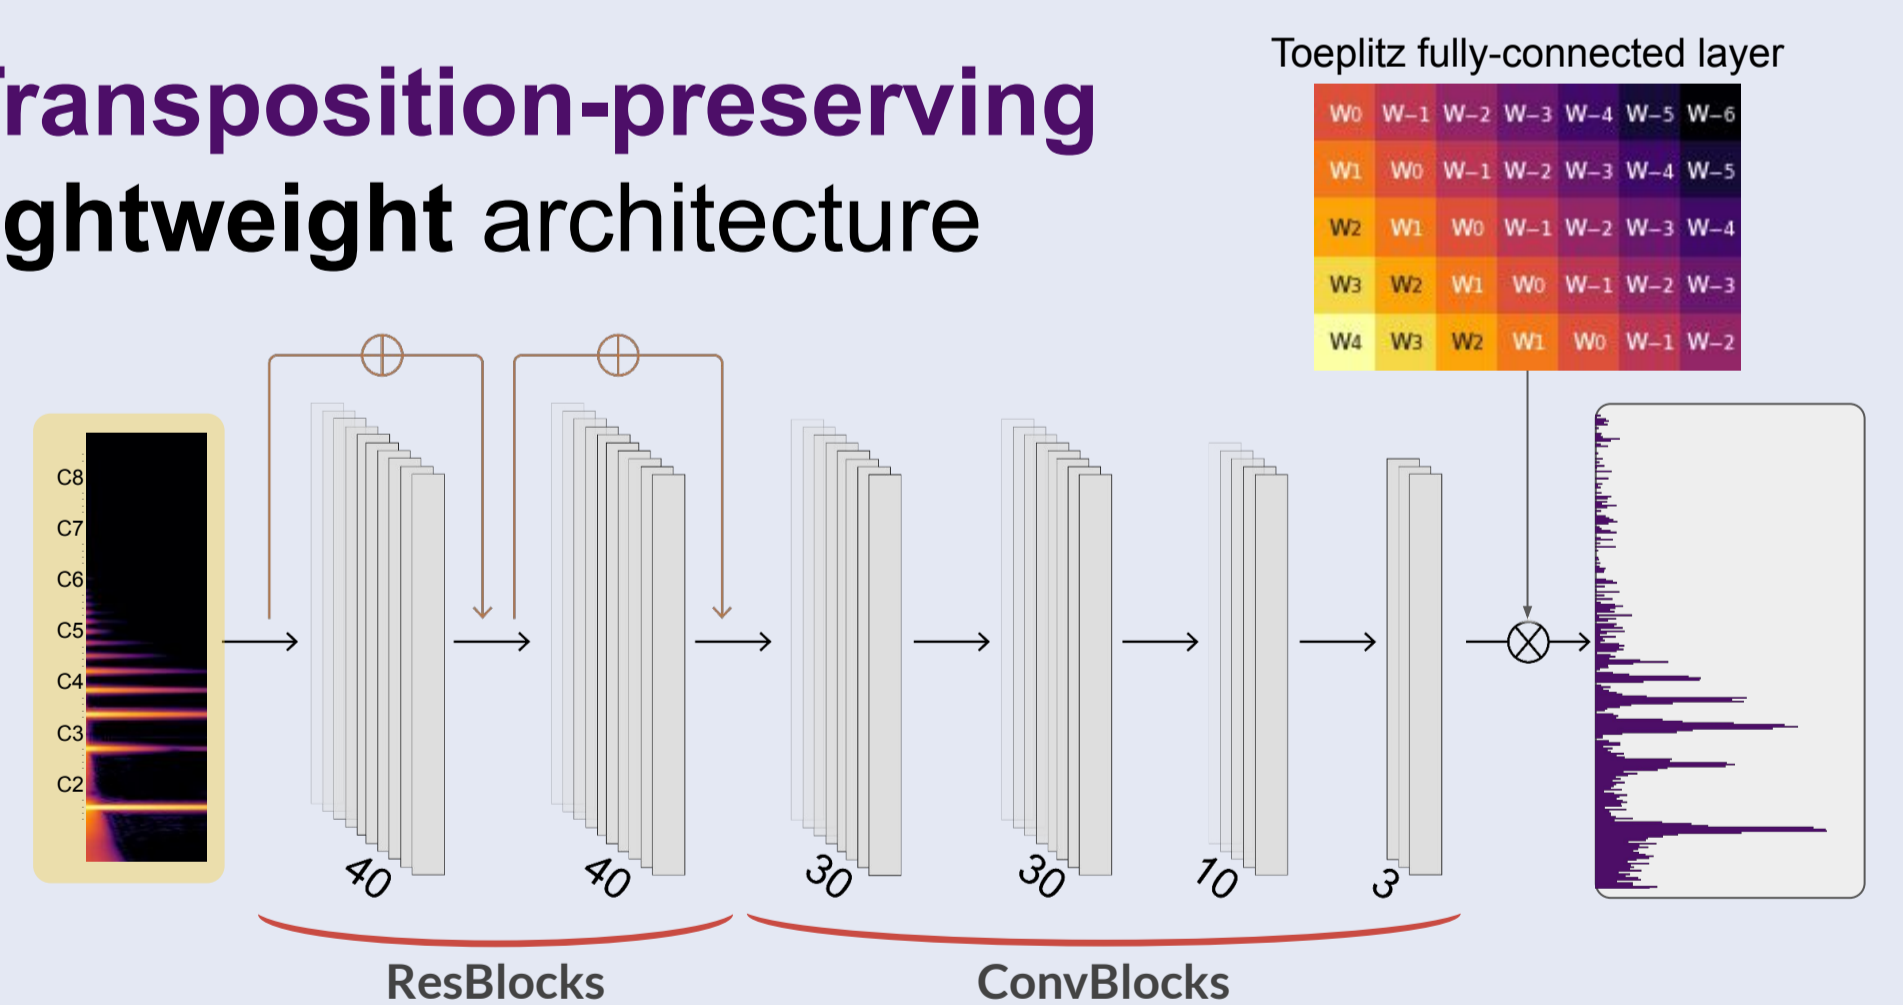 Toeplitz fully-connected layer
Transposition-preserving
ghtweight architecture
W0 W−1 W−2 W−3 W−4 W−5 W−6
W1 W0 W−1 W−2 W−3 W−4 W−5
W2 W1 W0 W−1 W−2 W−3 W−4
W3 W2 W1 W0 W−1 W−2 W−3
W4 W3 W2 W1 W0 W−1 W−2
C8
C7
C6
C5
C4
C3
C2
40 40 30 30 10 3
ResBlocks ConvBlocks